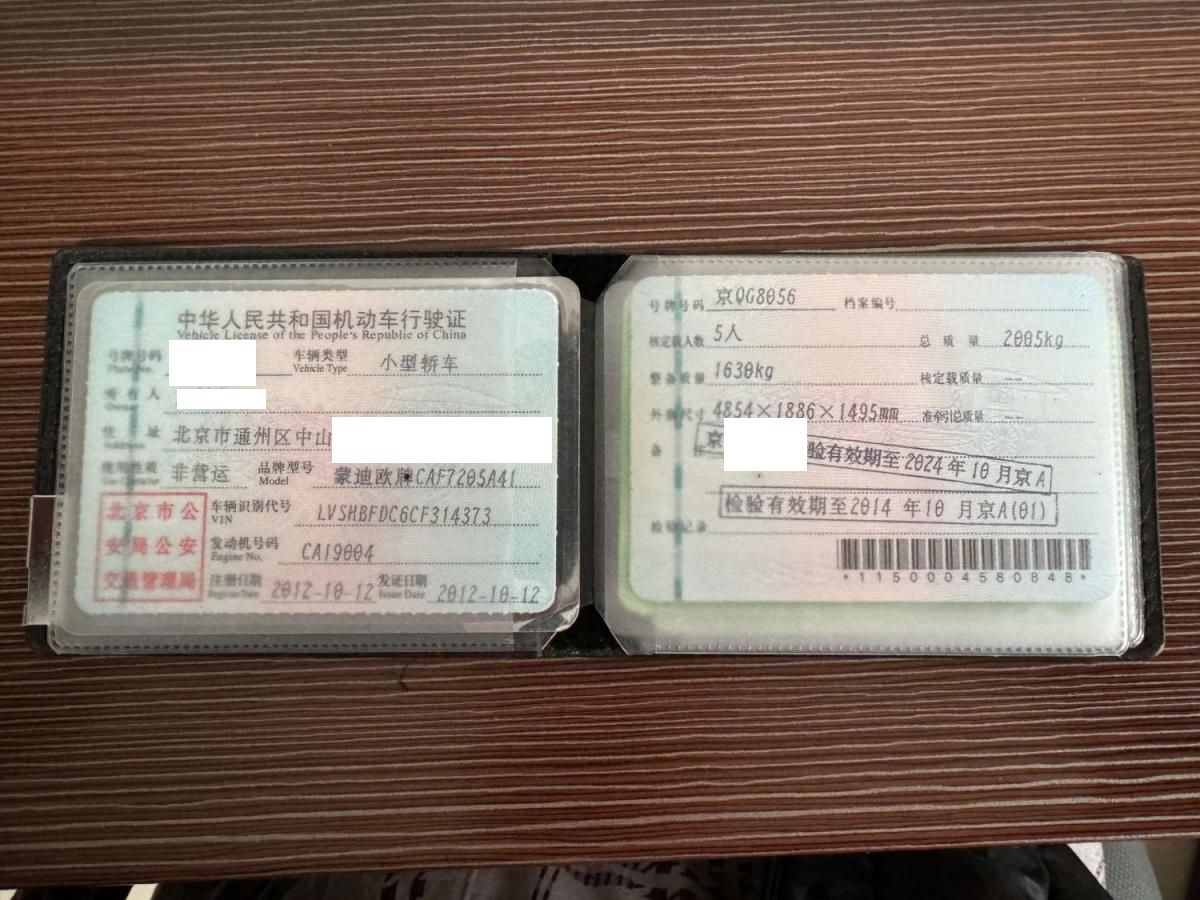 中华人民共和国机动车行驶证
Vehicle License of the People's Republic of China
号牌号码 车辆类型 小型轿车
Plate No. Vehicle Type
所有人
Owner
住址 北京市通州区中山
Address
使用性质 非营运 品牌型号 蒙迪欧牌CAF7205A41
Use Character Model
北京市公安局公安交通管理局
车辆识别代号 LVSHBFDC6CF314373
VIN
发动机号码 CA19004
Engine No.
注册日期 2012-10-12 发证日期 2012-10-12
Register Date Issue Date
号牌号码 京QG8056 档案编号
核定载人数 5人 总质量 2005kg
整备质量 1630kg 核定载质量 --
外廓尺寸 4854×1886×1495mm 准牵引总质量 --
备注 京 验有效期至2024年10月京A
检验有效期至2014年10月京A(01)
检验记录
*1150004580848*